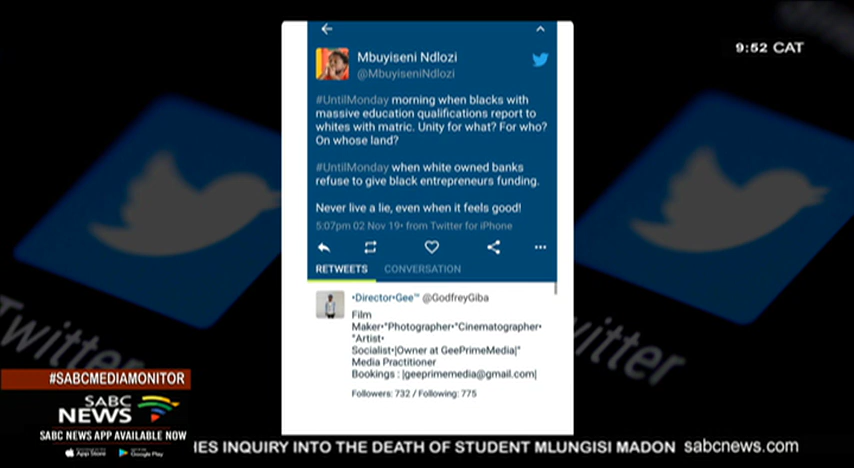 9:52 CAT
Mbuyiseni Ndlozi
@MbuyiseniNdlozi
#UntilMonday morning when blacks with
massive education qualifications report to
whites with matric. Unity for what? For who?
On whose land?
#UntilMonday when white owned banks
refuse to give black entrepreneurs funding.
Never live a lie, even when it feels good!
5:07pm 02 Nov 19• from Twitter for iPhone
RETWEETS CONVERSATION
•Director•Gee™ @GodfreyGiba
Film
Maker•"Photographer•"Cinematographer•
"Artist•
Socialist•|Owner at GeePrimeMedia|"
Media Practitioner
Bookings : |geeprimemedia@gmail.com|
Followers: 732 / Following: 775
Twitter
witter
#SABCMEDIAMONITOR
SABC
NEWS
SABC NEWS APP AVAILABLE NOW
App Store Google Play
HES INQUIRY INTO THE DEATH OF STUDENT MLUNGISI MADON sabcnews.com